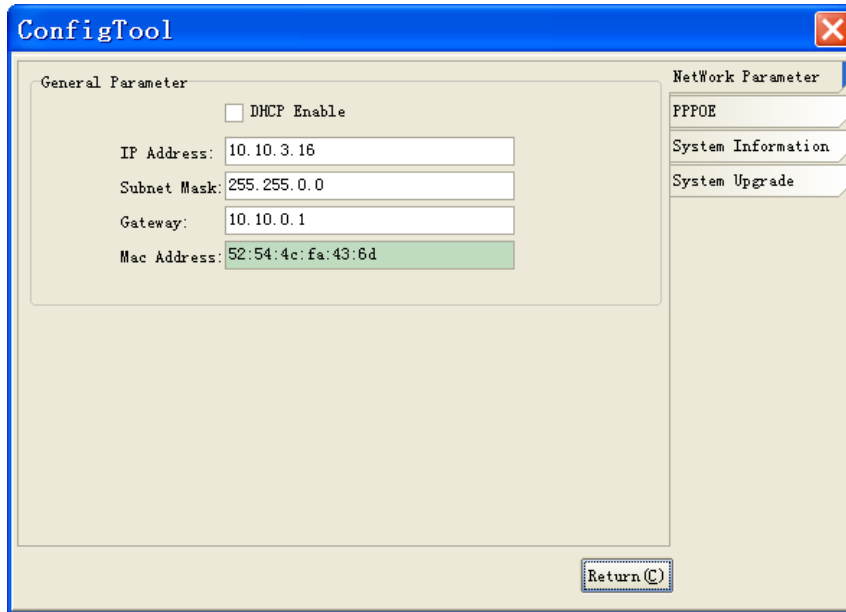 ConfigTool
General Parameter
DHCP Enable
IP Address: 10.10.3.16
Subnet Mask: 255.255.0.0
Gateway: 10.10.0.1
Mac Address: 52:54:4c:fa:43:6d
NetWork Parameter
PPPOE
System Information
System Upgrade
Return(C)